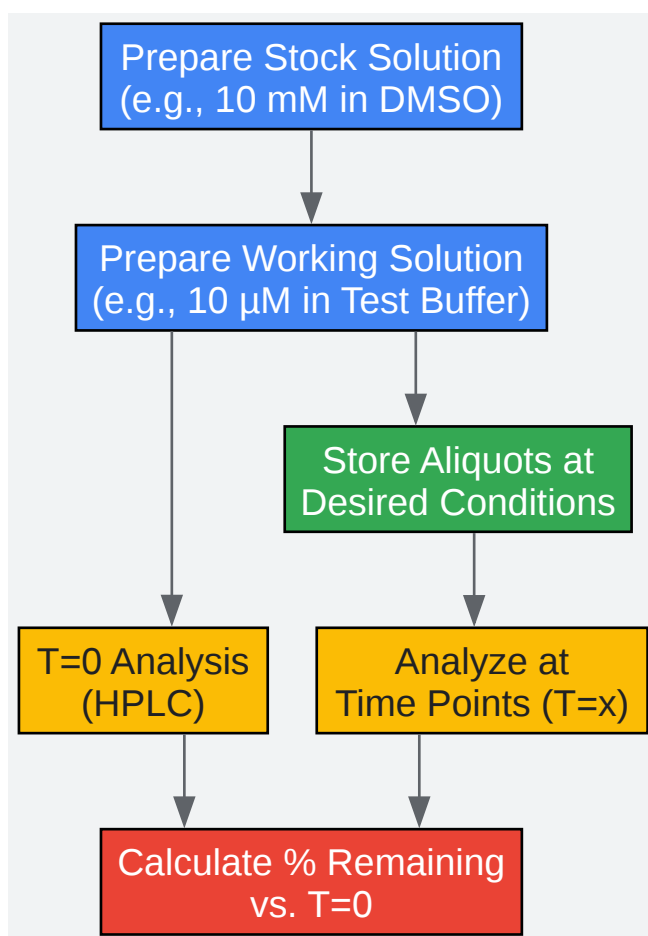 Prepare Stock Solution
(e.g., 10 mM in DMSO)
Prepare Working Solution
(e.g., 10 µM in Test Buffer)
Store Aliquots at
Desired Conditions
T=0 Analysis
(HPLC)
Analyze at
Time Points (T=x)
Calculate % Remaining
vs. T=0